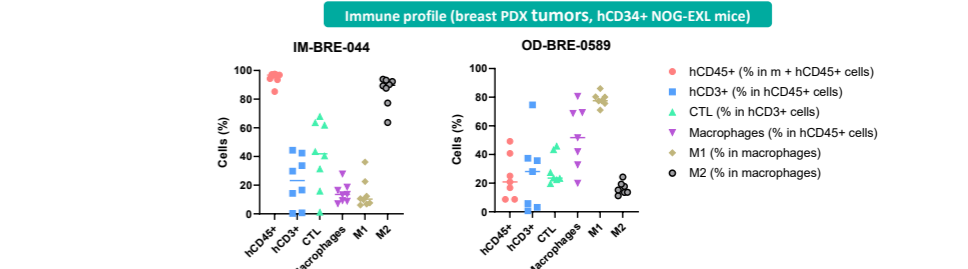 Immune profile (breast PDX tumors, hCD34+ NOG-EXL mice)
IM-BRE-044
OD-BRE-0589
Cells (%)
100
80
60
40
20
0
hCD45+
hCD3+
CTL
Macrophages
M1
M2
Cells (%)
100
80
60
40
20
0
hCD45+
hCD3+
CTL
Macrophages
M1
M2
hCD45+ (% in m + hCD45+ cells)
hCD3+ (% in hCD45+ cells)
CTL (% in hCD3+ cells)
Macrophages (% in hCD45+ cells)
M1 (% in macrophages)
M2 (% in macrophages)